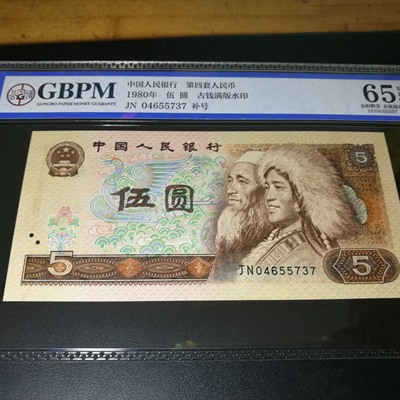 GBPM
GONGBO PAPER MONEY GUARANTY
中国人民银行 第四套人民币
1980年 伍 圆 古钱满版水印
JN 04655737 补号
65
中国人民银行
5
伍圆
5
JN04655737
5